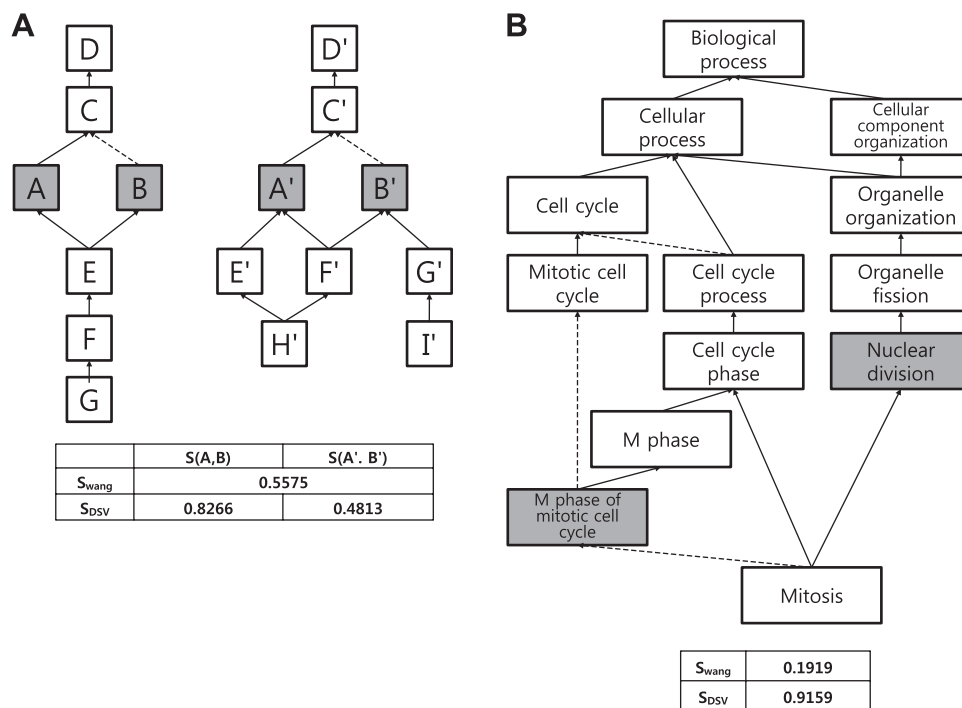 A
D
C
A
B
E
F
G
D'
C'
A'
B'
E'
F'
G'
H'
I'
S(A,B) S(A'. B')
Swang 0.5575
SDSV 0.8266 0.4813
B
Biological
process
Cellular
process
Cellular
component
organization
Cell cycle
Organelle
organization
Mitotic cell
cycle
Cell cycle
process
Organelle
fission
Cell cycle
phase
Nuclear
division
M phase
M phase of
mitotic cell
cycle
Mitosis
Swang 0.1919
SDSV 0.9159